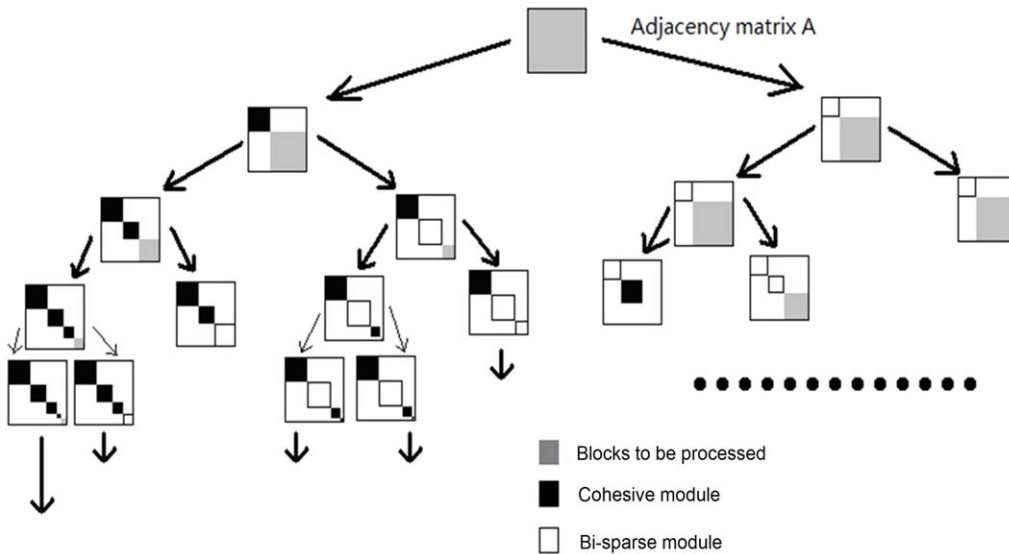 Adjacency matrix A
Blocks to be processed
Cohesive module
Bi-sparse module